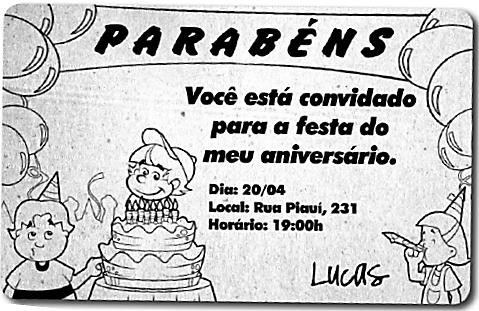 PARABÉNS
Você está convidado
para a festa do
meu aniversário.
Dia: 20/04
Local: Rua Piauí, 231
Horário: 19:00h
Lucas